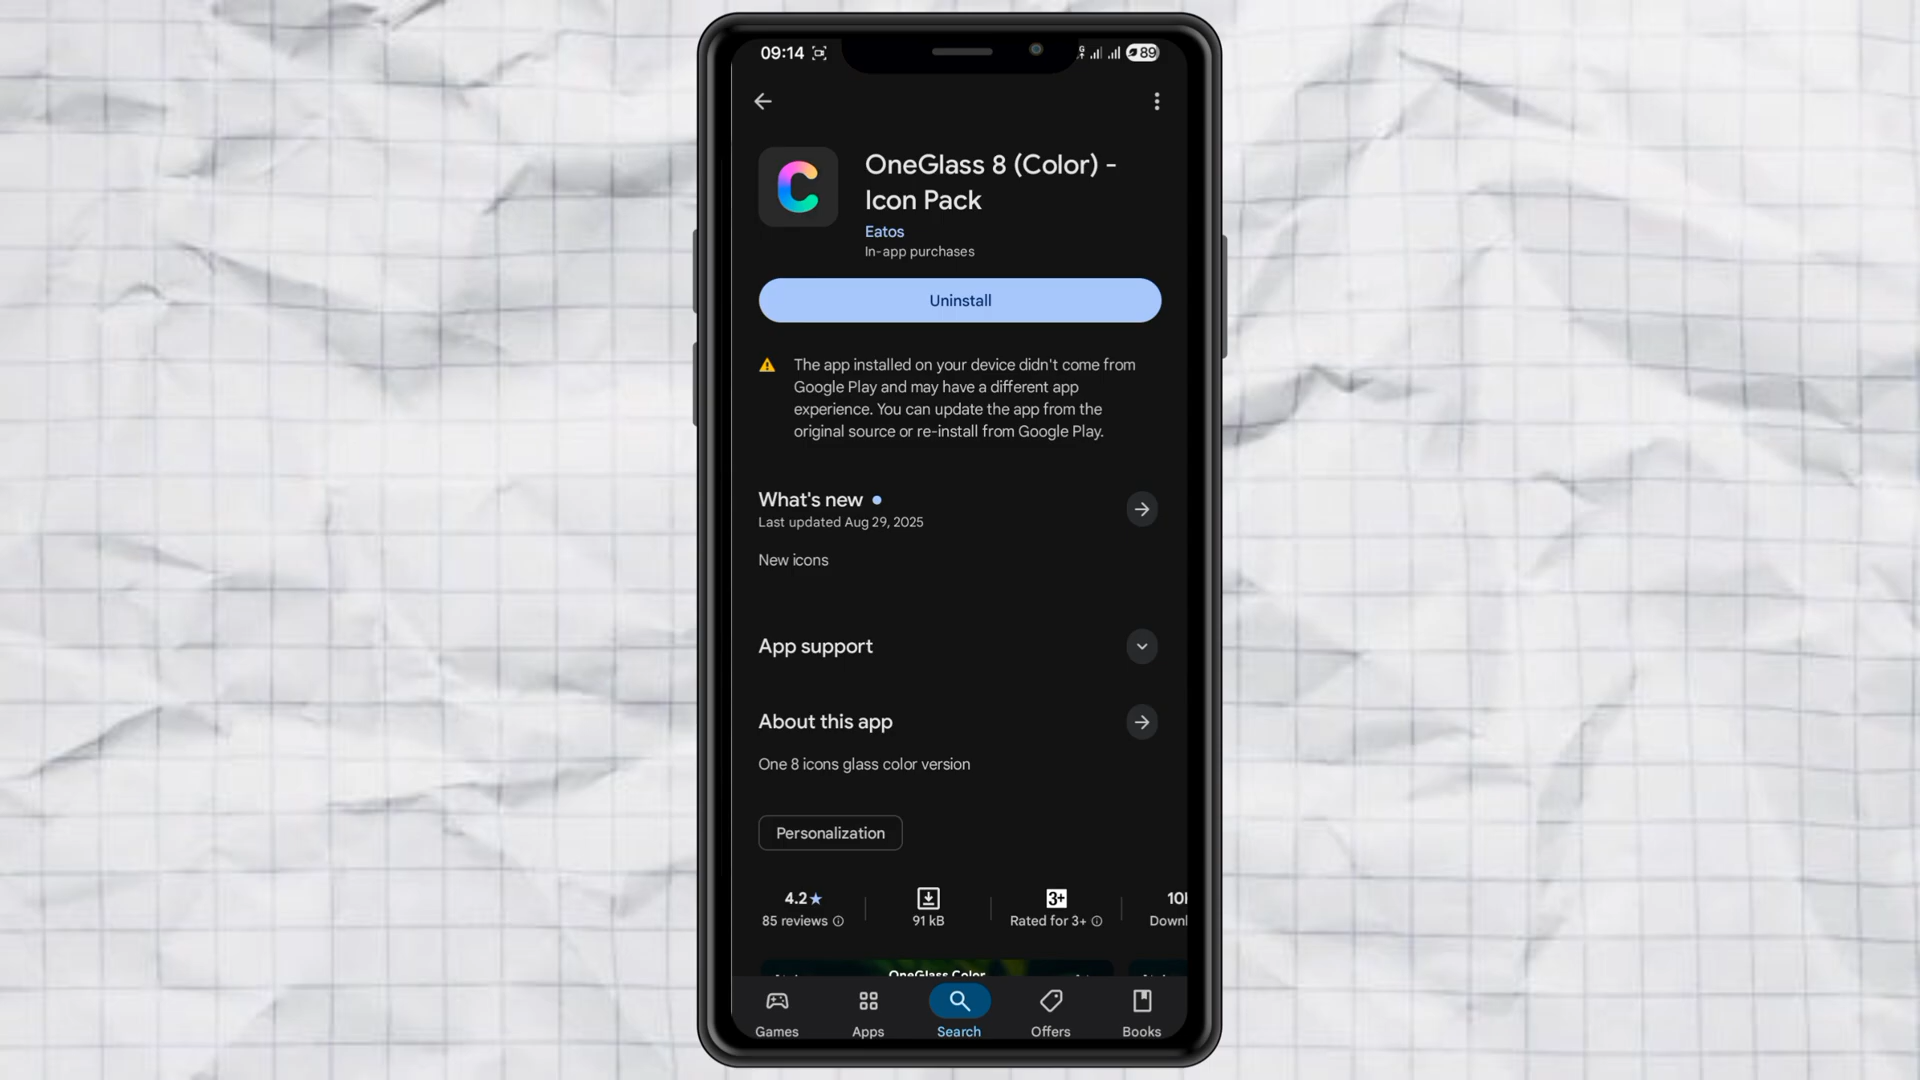 09:14
89
OneGlass 8 (Color) -
Icon Pack
Eatos
In-app purchases
Uninstall
The app installed on your device didn't come from
Google Play and may have a different app
experience. You can update the app from the
original source or re-install from Google Play.
What's new
Last updated Aug 29, 2025
New icons
App support
About this app
One 8 icons glass color version
Personalization
4.2★
85 reviews
91 kB
3+
Rated for 3+
OneGlass Color
Games
Apps
Search
Offers
Books